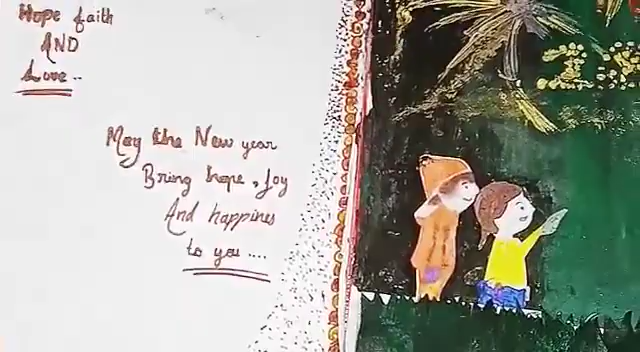 Hope faith
AND
Love..
May the New year
Bring hope, Joy
And happines
to you....